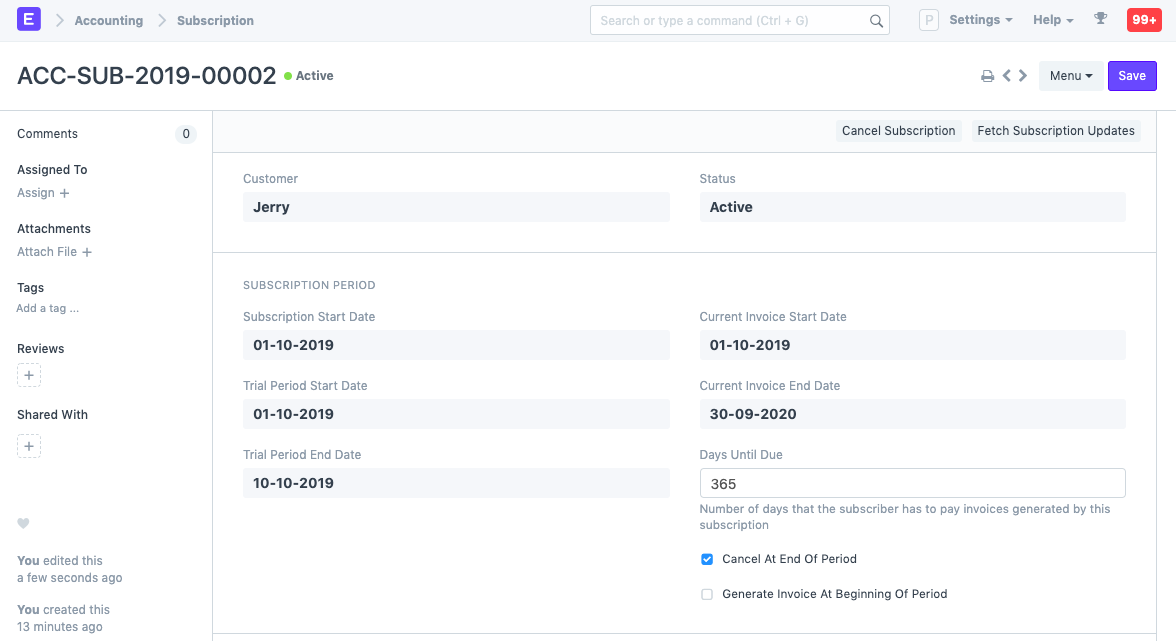 E Accounting Subscription Search or type a command (Ctrl + G) P Settings Help 99+
ACC-SUB-2019-00002 Active Menu Save
Comments 0
Cancel Subscription Fetch Subscription Updates
Assigned To
Assign +
Attachments
Attach File +
Tags
Add a tag ...
Reviews
+
Shared With
+
You edited this
a few seconds ago
You created this
13 minutes ago
Customer
Jerry
Status
Active
SUBSCRIPTION PERIOD
Subscription Start Date
01-10-2019
Trial Period Start Date
01-10-2019
Trial Period End Date
10-10-2019
Current Invoice Start Date
01-10-2019
Current Invoice End Date
30-09-2020
Days Until Due
365
Number of days that the subscriber has to pay invoices generated by this
subscription
Cancel At End Of Period
Generate Invoice At Beginning Of Period